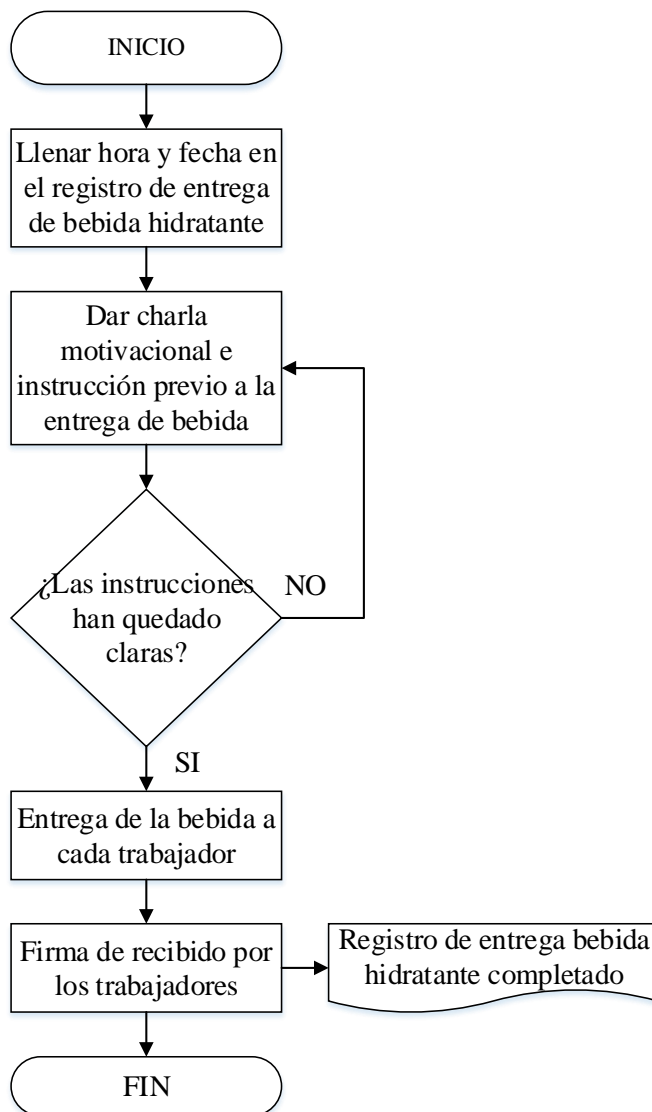 INICIO
Llenar hora y fecha en
el registro de entrega
de bebida hidratante
Dar charla
motivacional e
instrucción previo a la
entrega de bebida
¿Las instrucciones
han quedado
claras?
NO
SI
Entrega de la bebida a
cada trabajador
Firma de recibido por
los trabajadores
Registro de entrega bebida
hidratante completado
FIN